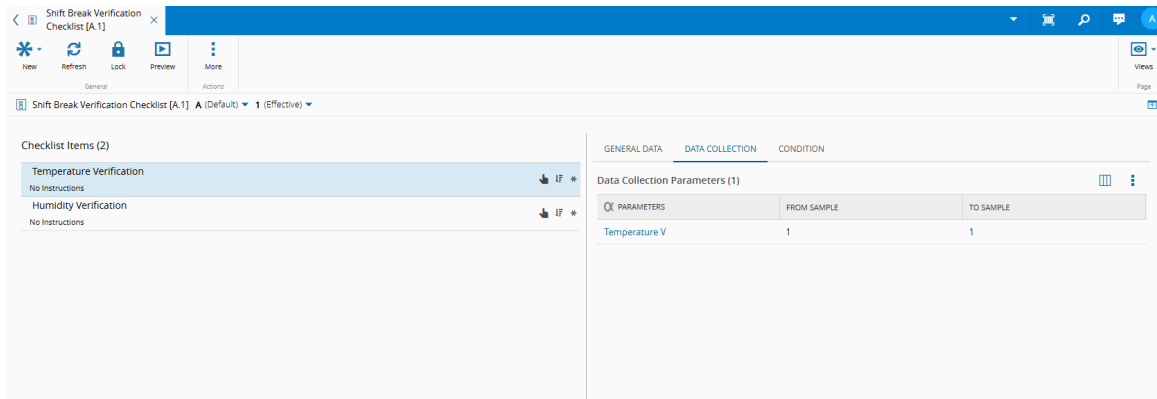 Shift Break Verification
Checklist [A.1]
A
New
Refresh
Lock
Preview
More
Views
General
Actions
Page
Shift Break Verification Checklist [A.1] A (Default) 1 (Effective)
Checklist Items (2)
Temperature Verification
No Instructions
Humidity Verification
No Instructions
GENERAL DATA DATA COLLECTION CONDITION
Data Collection Parameters (1)
PARAMETERS FROM SAMPLE TO SAMPLE
Temperature V 1 1